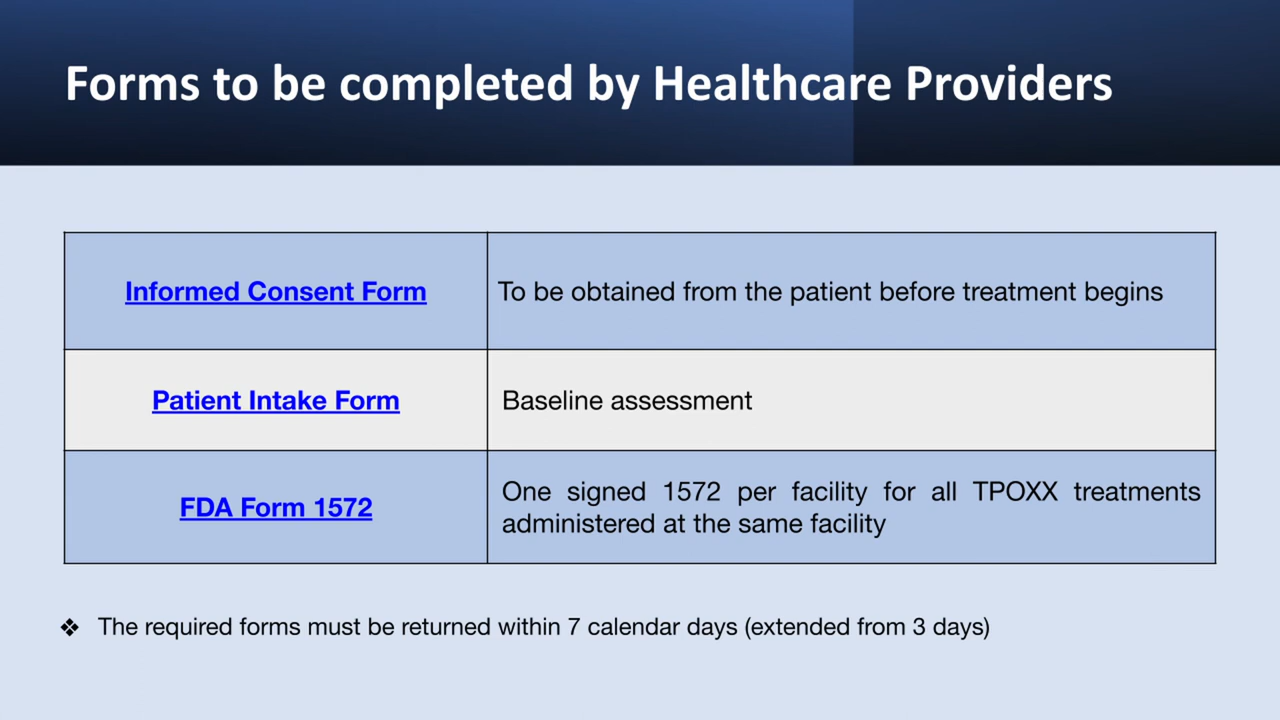 Forms to be completed by Healthcare Providers
Informed Consent Form
To be obtained from the patient before treatment begins
Patient Intake Form
Baseline assessment
FDA Form 1572
One signed 1572 per facility for all TPOXX treatments
administered at the same facility
❖ The required forms must be returned within 7 calendar days (extended from 3 days)